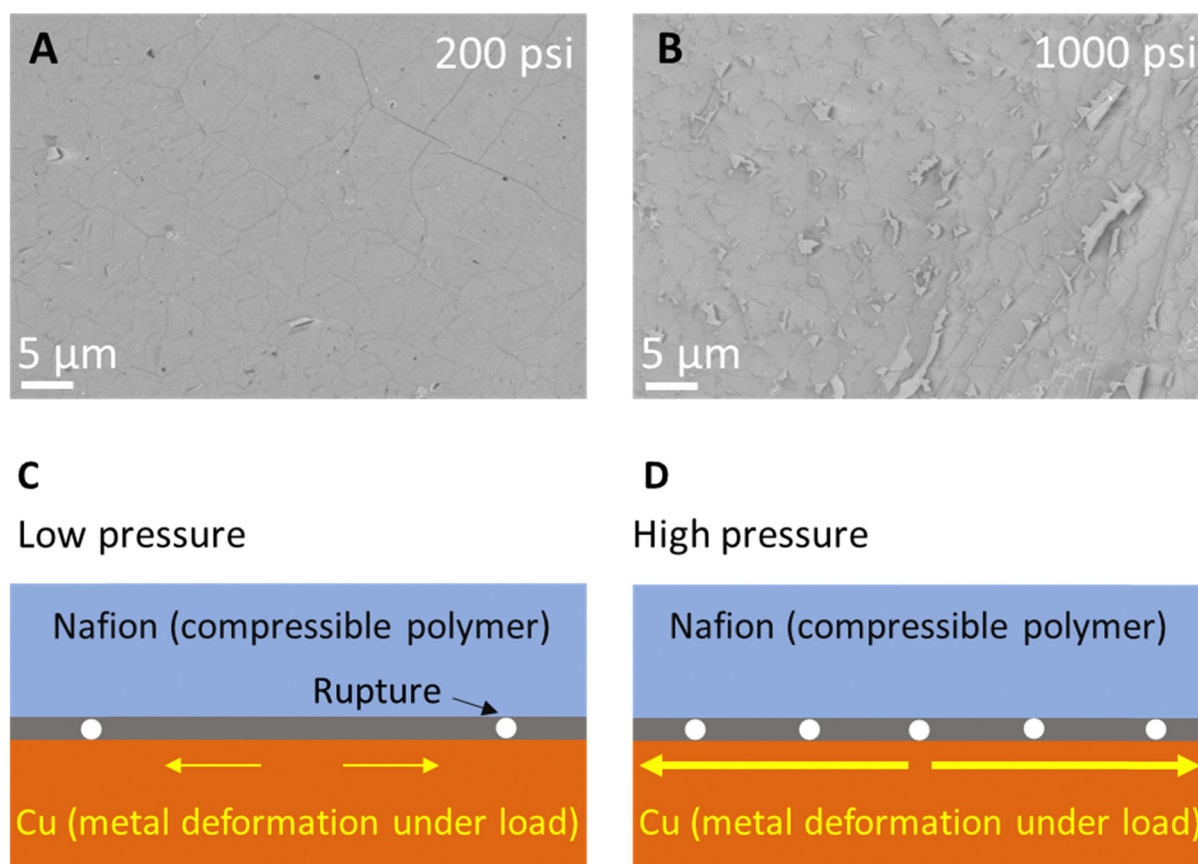 A
200 psi
5 µm
B
1000 psi
5 µm
C
Low pressure
Nafion (compressible polymer)
Rupture
Cu (metal deformation under load)
D
High pressure
Nafion (compressible polymer)
Cu (metal deformation under load)